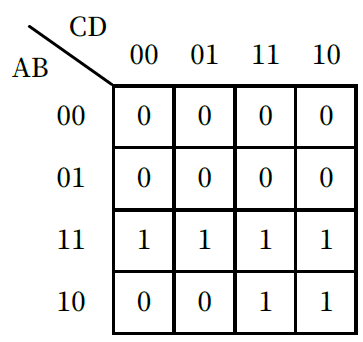 CD
AB
00 01 11 10
00 0 0 0 0
01 0 0 0 0
11 1 1 1 1
10 0 0 1 1